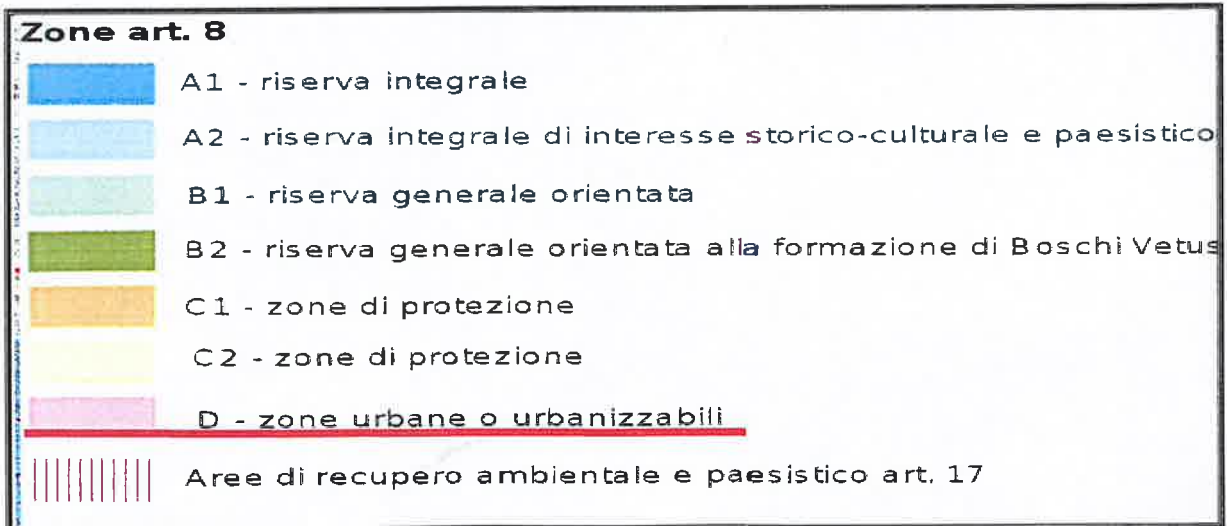 Zone art. 8
A1 - riserva integrale
A2 - riserva integrale di interesse storico-culturale e paesistico
B1 - riserva generale orientata
B2 - riserva generale orientata alla formazione di Boschi Vetus
C1 - zone di protezione
C2 - zone di protezione
D - zone urbane o urbanizzabili
Aree di recupero ambientale e paesistico art. 17